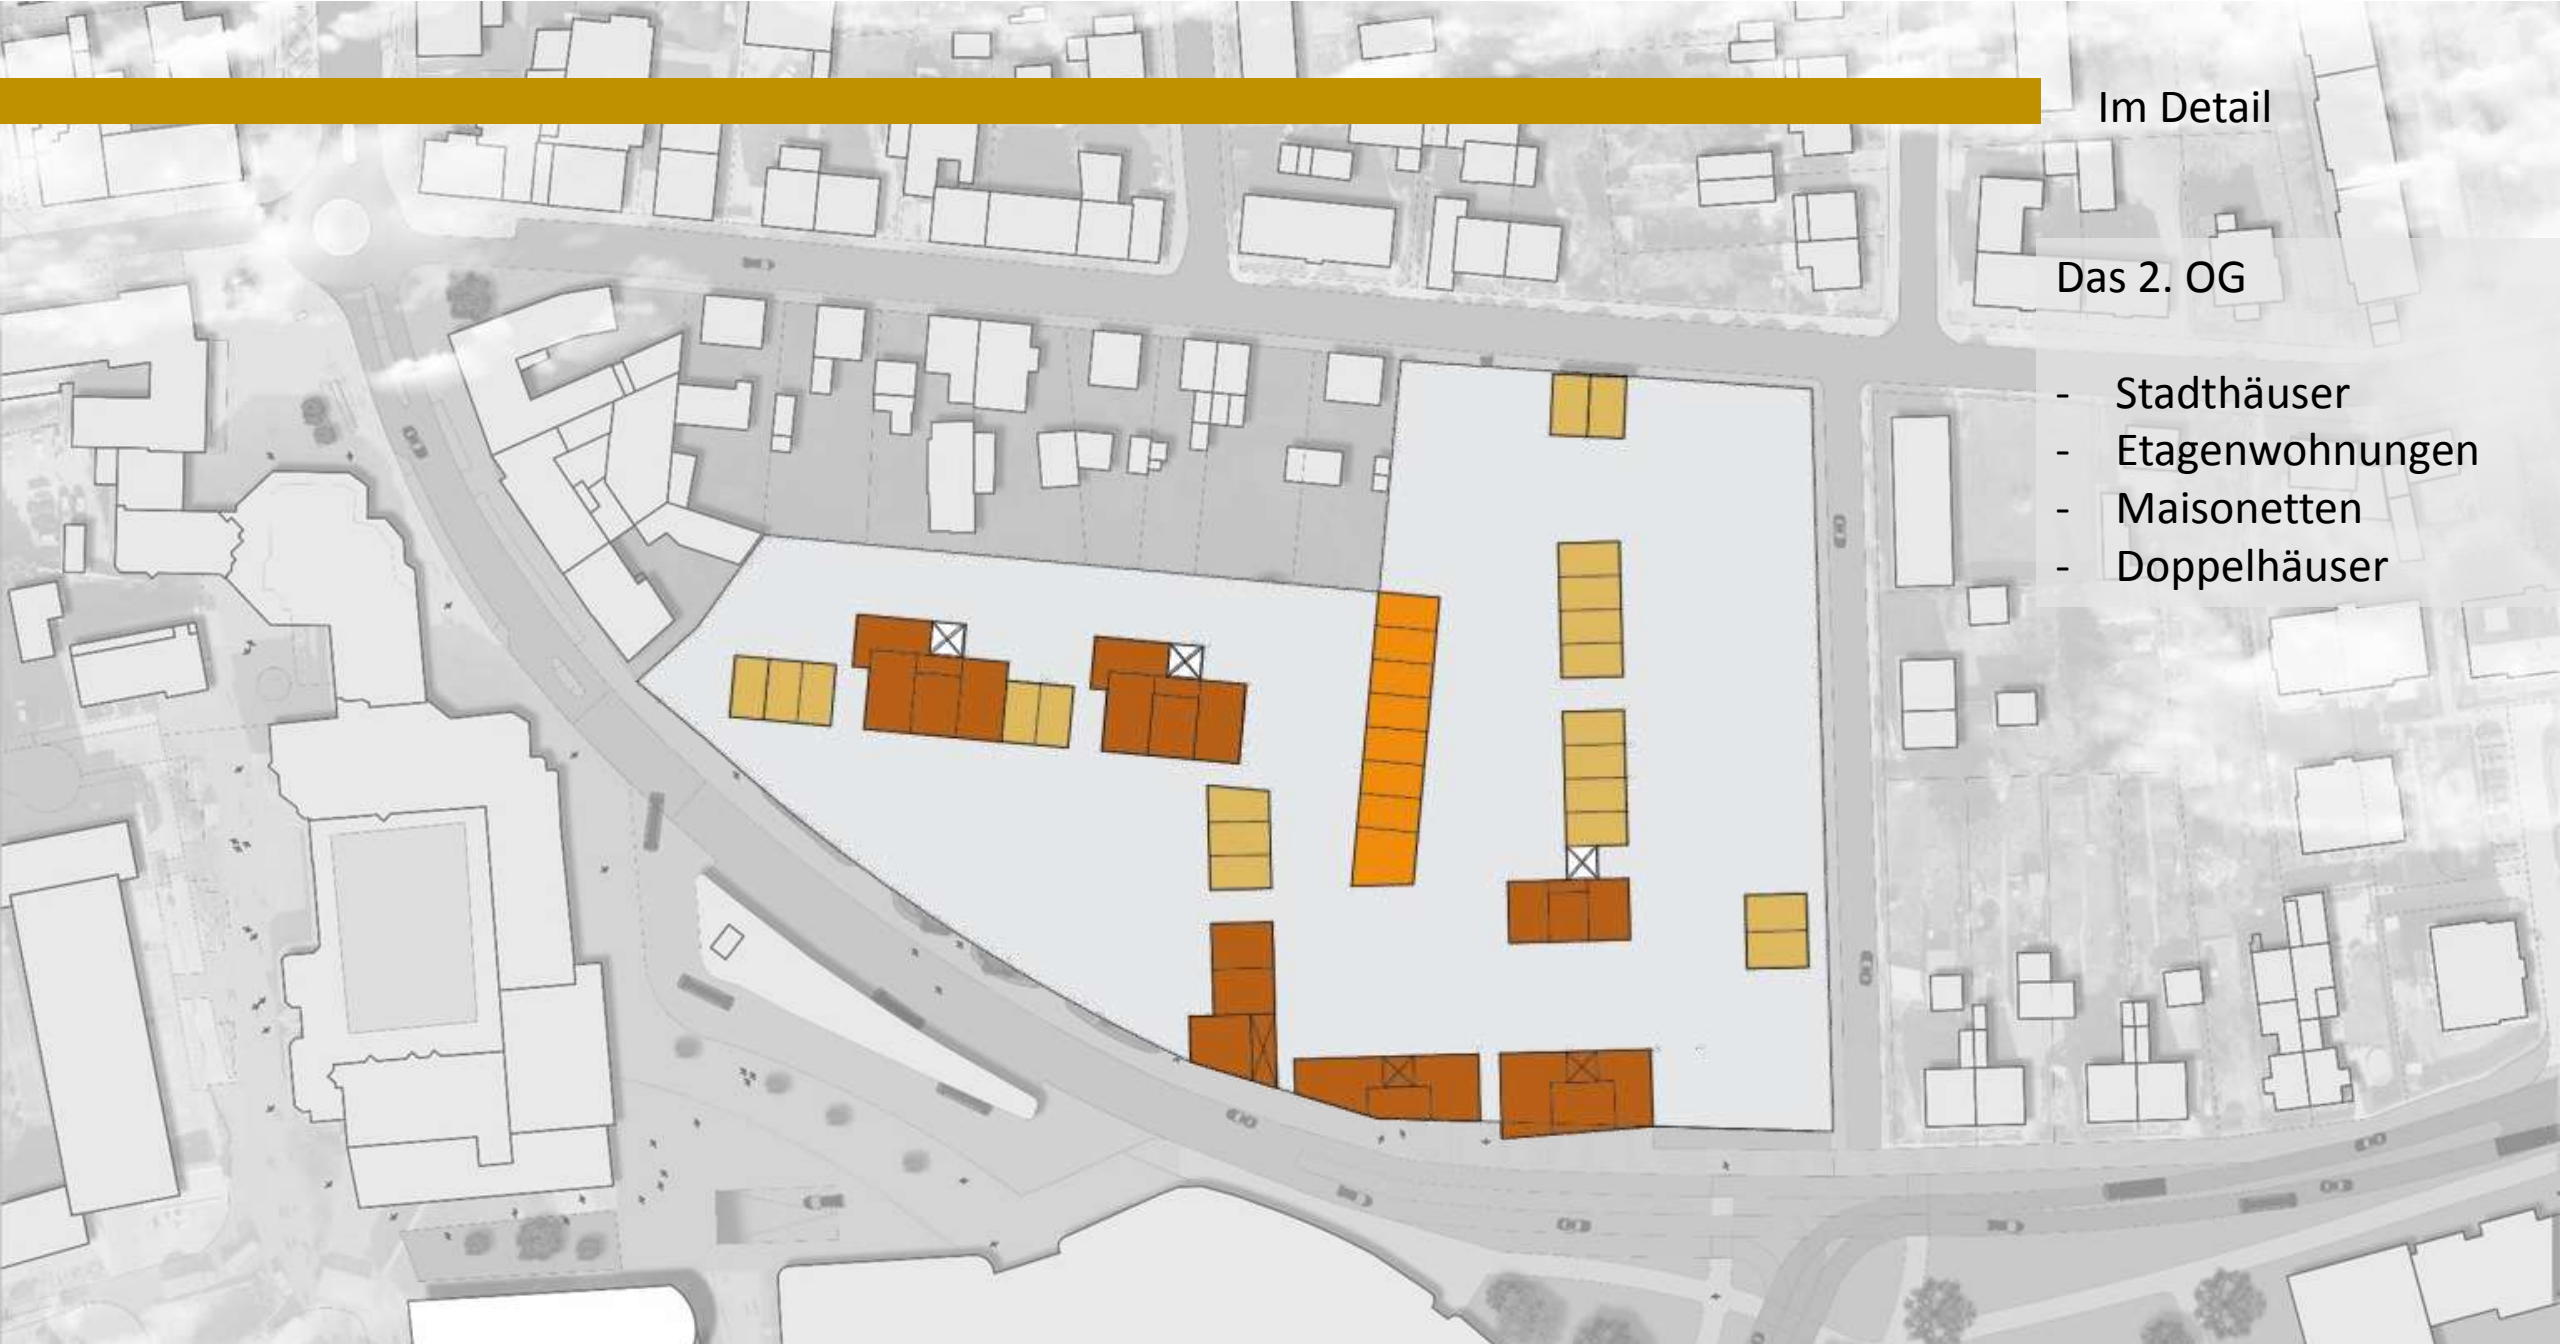 Im Detail
Das 2. OG
- Stadthäuser
- Etagenwohnungen
- Maisonetten
- Doppelhäuser